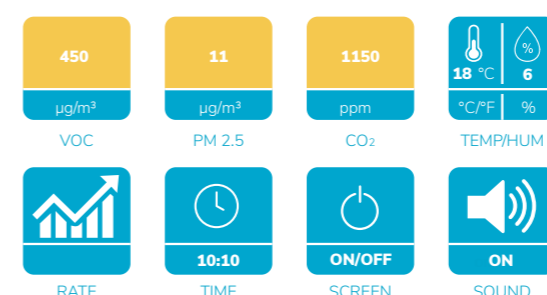 450
µg/m³
VOC
11
µg/m³
PM 2.5
1150
ppm
CO₂
%
18 °C
6
°C/°F
%
TEMP/HUM
RATE
10:10
TIME
ON/OFF
SCREEN
ON
SOUND